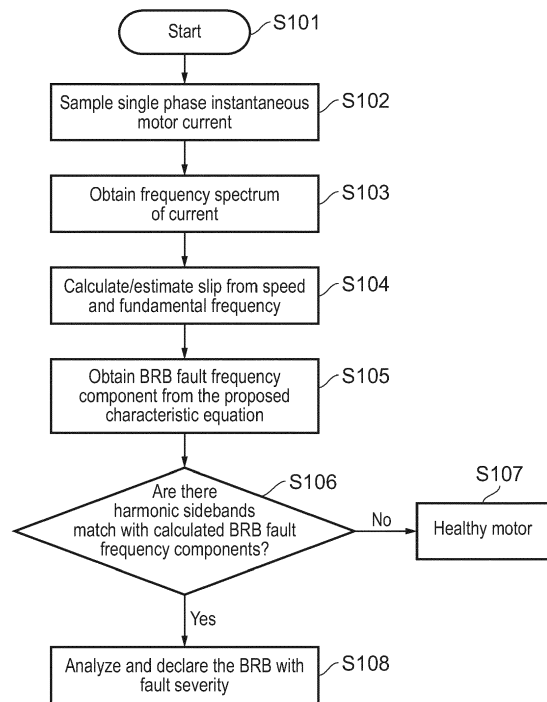 Start
S101
Sample single phase instantaneous
motor current
S102
Obtain frequency spectrum
of current
S103
Calculate/estimate slip from speed
and fundamental frequency
S104
Obtain BRB fault frequency
component from the proposed
characteristic equation
S105
Are there
harmonic sidebands
match with calculated BRB fault
frequency components?
S106
No
S107
Healthy motor
Yes
Analyze and declare the BRB with
fault severity
S108